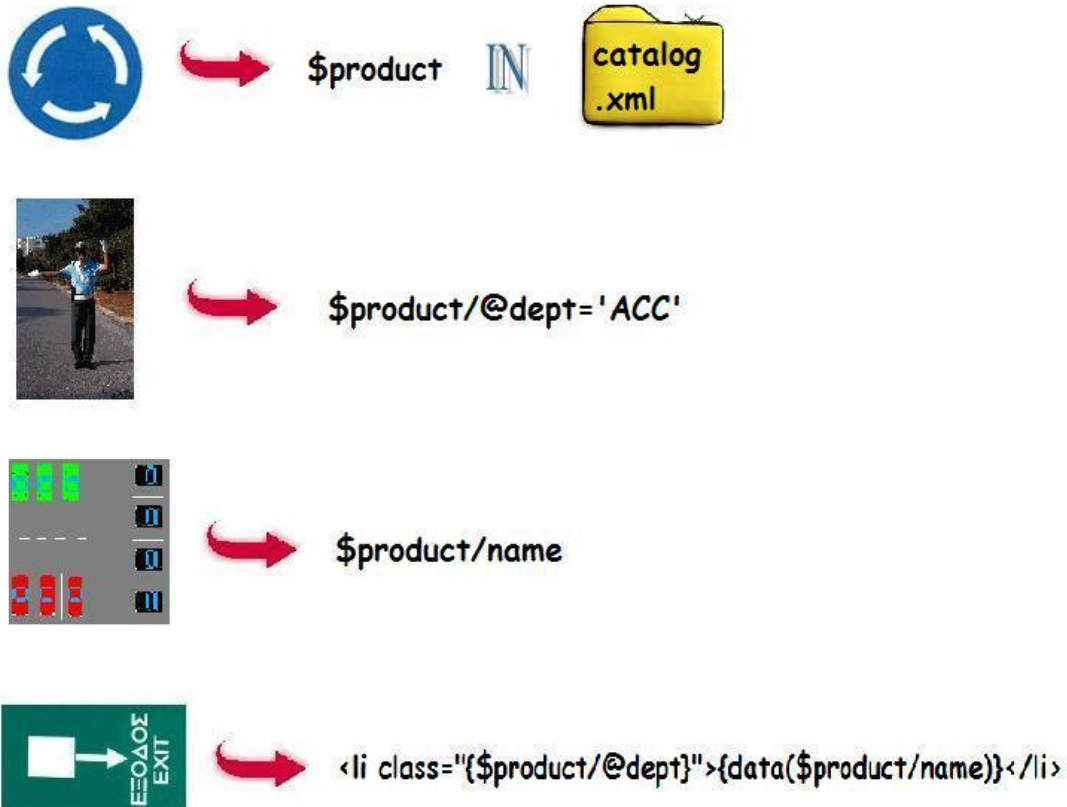 $product IN catalog
.xml
$product/@dept='ACC'
$product/name
ΕΞΟΔΟΣ
EXIT
<li class="{$product/@dept}">{data($product/name)}</li>